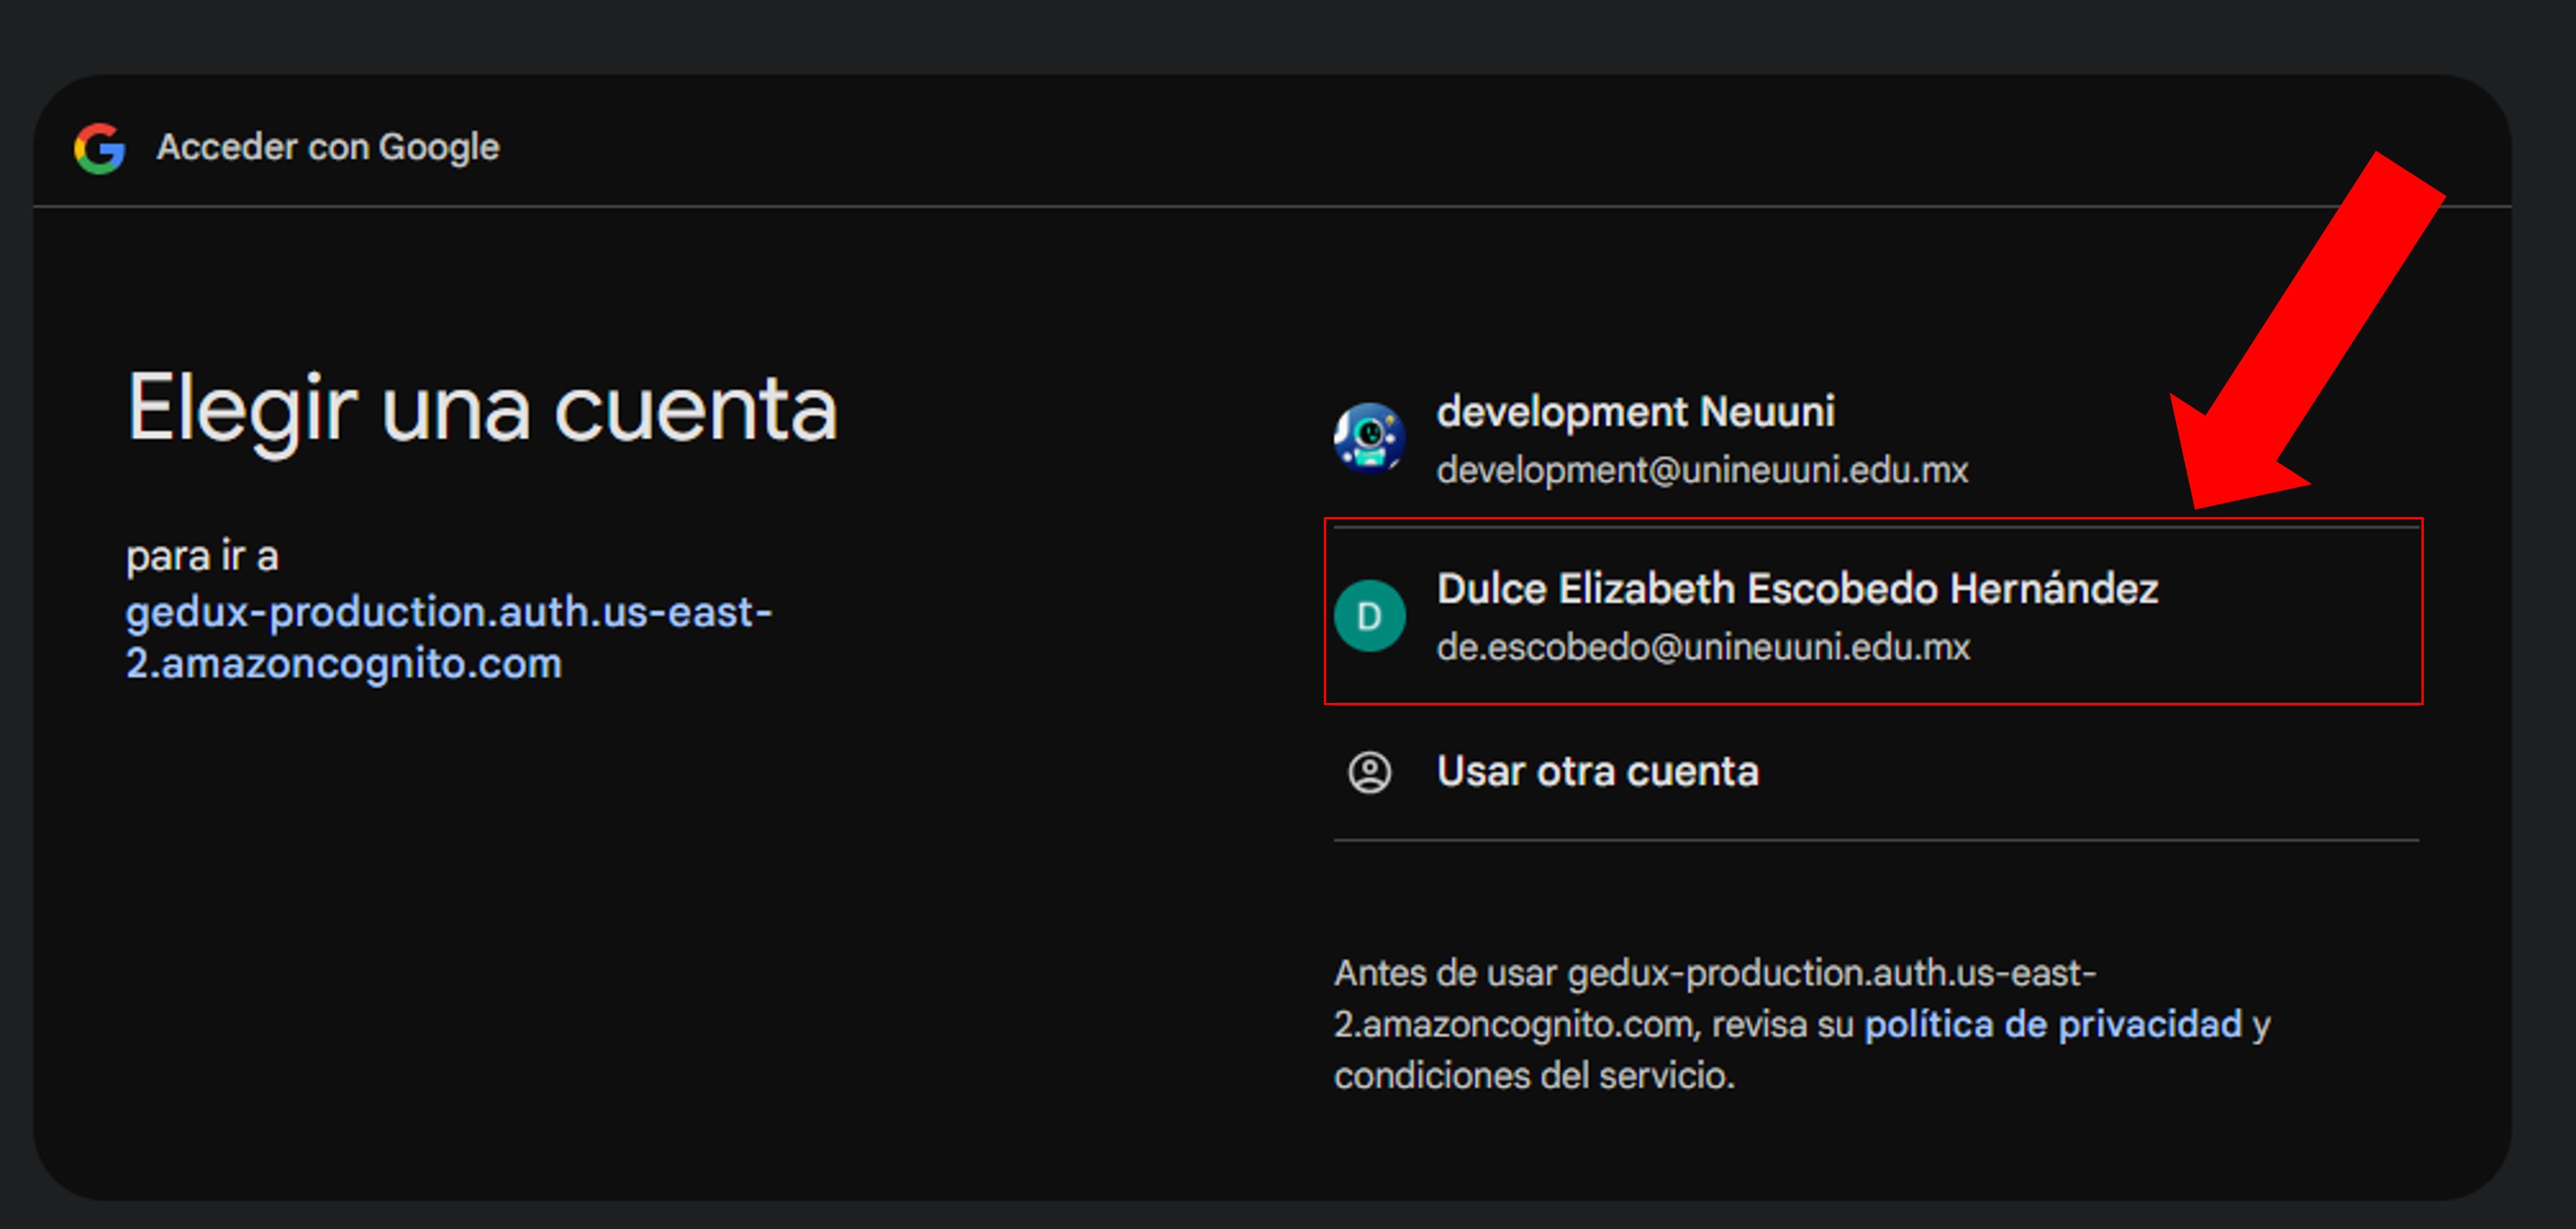 Acceder con Google
Elegir una cuenta
para ir a
gedux-production.auth.us-east-
2.amazoncognito.com
development Neuuni
development@unineuuni.edu.mx
D
Dulce Elizabeth Escobedo Hernández
de.escobedo@unineuuni.edu.mx
Usar otra cuenta
Antes de usar gedux-production.auth.us-east-
2.amazoncognito.com, revisa su política de privacidad y
condiciones del servicio.